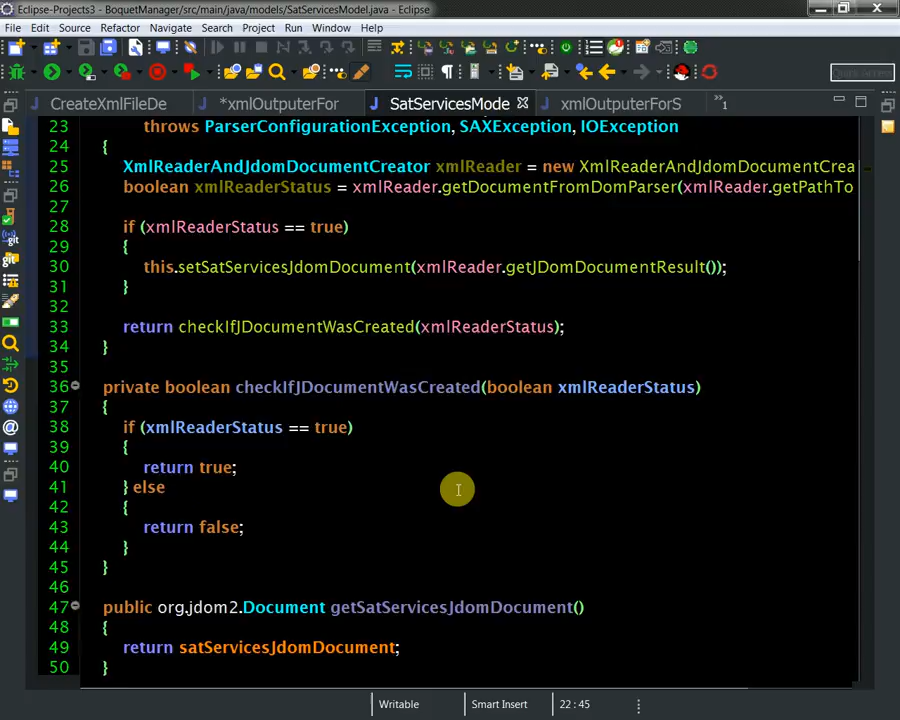 Eclipse-Projects3 - BoquetManager/src/main/java/models/SatServicesModel.java - Eclipse
File Edit Source Refactor Navigate Search Project Run Window Help
Quick Access
CreateXmlFileDe *xmlOutputerFor SatServicesMode xmlOutputerForS »1
23 throws ParserConfigurationException, SAXException, IOException
24 {
25 XmlReaderAndJdomDocumentCreator xmlReader = new XmlReaderAndJdomDocumentCrea
26 boolean xmlReaderStatus = xmlReader.getDocumentFromDomParser(xmlReader.getPathTo
27
28 if (xmlReaderStatus == true)
29 {
30 this.setSatServicesJdomDocument(xmlReader.getJDomDocumentResult());
31 }
32
33 return checkIfJDocumentWasCreated(xmlReaderStatus);
34 }
35
36 private boolean checkIfJDocumentWasCreated(boolean xmlReaderStatus)
37 {
38 if (xmlReaderStatus == true)
39 {
40 return true;
41 } else
42 {
43 return false;
44 }
45 }
46
47 public org.jdom2.Document getSatServicesJdomDocument()
48 {
49 return satServicesJdomDocument;
50 }
Writable Smart Insert 22 : 45